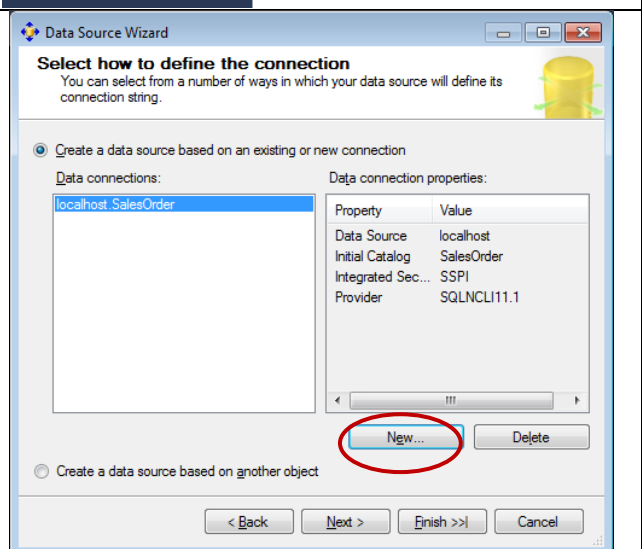 Data Source Wizard
Select how to define the connection
You can select from a number of ways in which your data source will define its
connection string.
Create a data source based on an existing or new connection
Data connections:
Data connection properties:
localhost.SalesOrder
Property Value
Data Source localhost
Initial Catalog SalesOrder
Integrated Sec... SSPI
Provider SQLNCLI11.1
New... Delete
Create a data source based on another object
< Back Next > Finish >>| Cancel